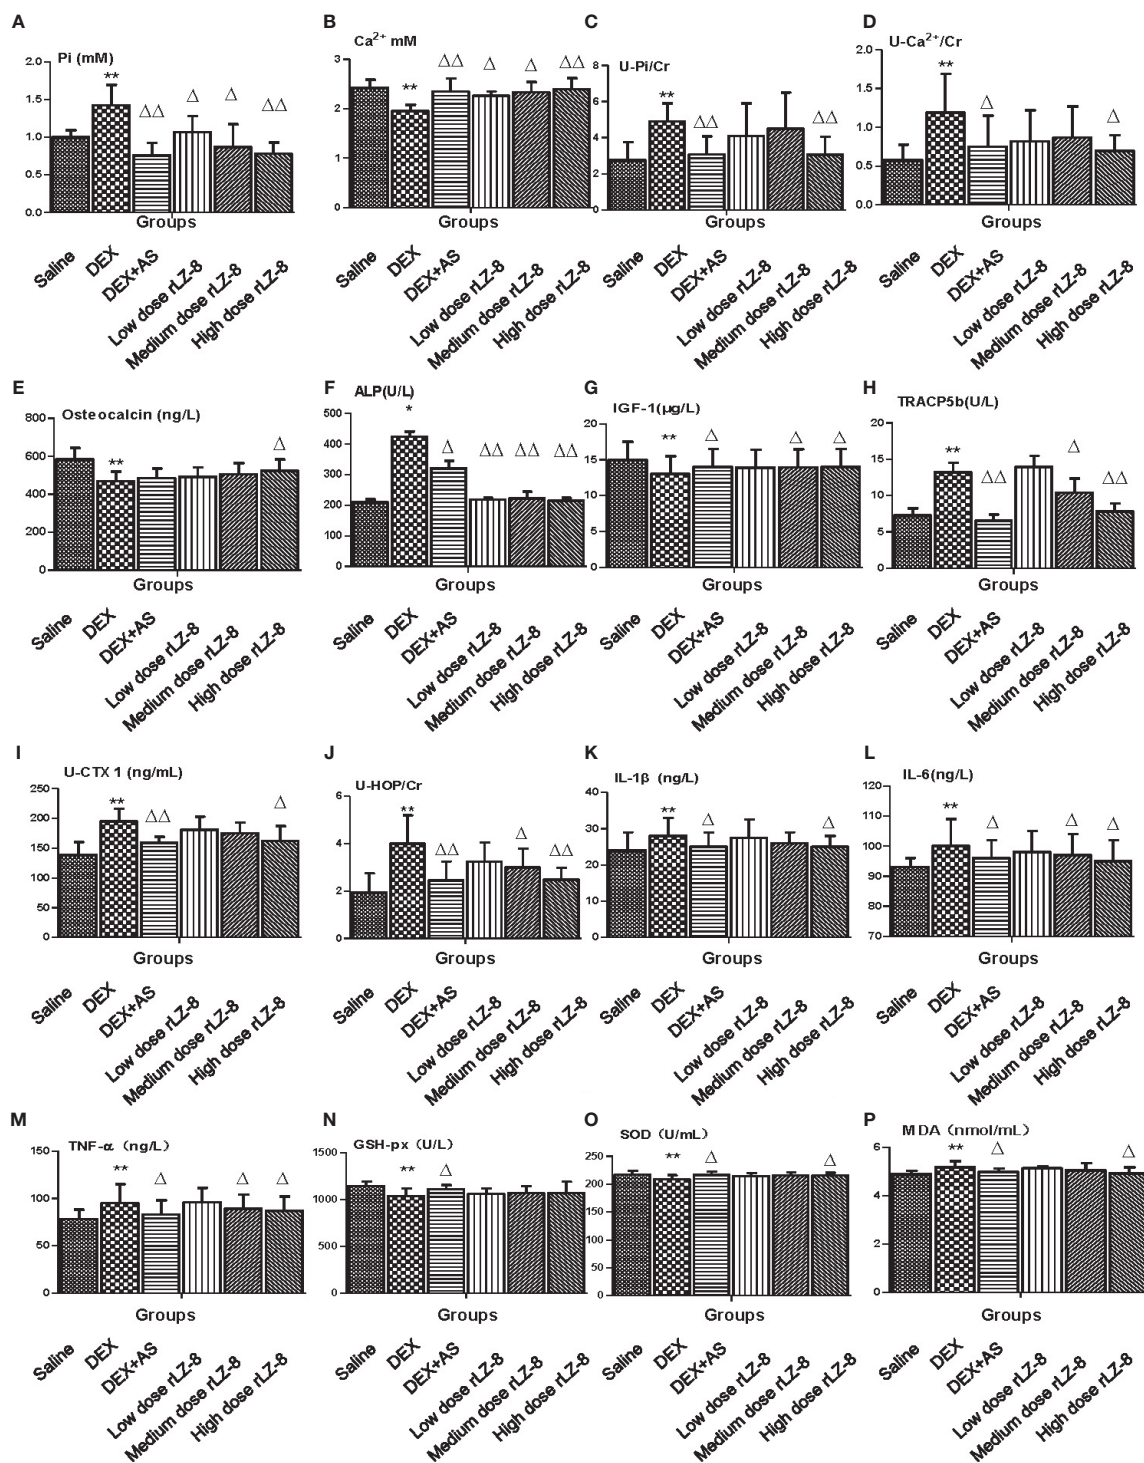 A
Pi (mM)
**
△△
△
△
△△
2.0
1.5
1.0
0.5
0.0
Groups
Saline
DEX
DEX+AS
Low dose rLZ-8
Medium dose rLZ-8
High dose rLZ-8
B
Ca²⁺ mM
**
△△
△
△
△△
3
2
1
0
Groups
Saline
DEX
DEX+AS
Low dose rLZ-8
Medium dose rLZ-8
High dose rLZ-8
C
U-Pi/Cr
**
△△
△△
8
6
4
2
0
Groups
Saline
DEX
DEX+AS
Low dose rLZ-8
Medium dose rLZ-8
High dose rLZ-8
D
U-Ca²⁺/Cr
**
△
△
2.0
1.5
1.0
0.5
0.0
Groups
Saline
DEX
DEX+AS
Low dose rLZ-8
Medium dose rLZ-8
High dose rLZ-8
E
Osteocalcin (ng/L)
**
△
800
600
400
200
0
Groups
Saline
DEX
DEX+AS
Low dose rLZ-8
Medium dose rLZ-8
High dose rLZ-8
F
ALP(U/L)
*
△
△△
△△
△△
500
400
300
200
100
0
Groups
Saline
DEX
DEX+AS
Low dose rLZ-8
Medium dose rLZ-8
High dose rLZ-8
G
IGF-1(μg/L)
**
△
△
△
20
15
10
5
0
Groups
Saline
DEX
DEX+AS
Low dose rLZ-8
Medium dose rLZ-8
High dose rLZ-8
H
TRACP5b(U/L)
**
△△
△
△△
20
15
10
5
0
Groups
Saline
DEX
DEX+AS
Low dose rLZ-8
Medium dose rLZ-8
High dose rLZ-8
I
U-CTX 1 (ng/mL)
**
△△
△
250
200
150
100
50
0
Groups
Saline
DEX
DEX+AS
Low dose rLZ-8
Medium dose rLZ-8
High dose rLZ-8
J
U-HOP/Cr
**
△△
△
△△
6
4
2
0
Groups
Saline
DEX
DEX+AS
Low dose rLZ-8
Medium dose rLZ-8
High dose rLZ-8
K
IL-1β (ng/L)
**
△
△
40
30
20
10
0
Groups
Saline
DEX
DEX+AS
Low dose rLZ-8
Medium dose rLZ-8
High dose rLZ-8
L
IL-6(ng/L)
**
△
△
△
120
110
100
90
80
70
Groups
Saline
DEX
DEX+AS
Low dose rLZ-8
Medium dose rLZ-8
High dose rLZ-8
M
TNF-α（ng/L）
**
△
△
△
150
100
50
0
Groups
Saline
DEX
DEX+AS
Low dose rLZ-8
Medium dose rLZ-8
High dose rLZ-8
N
GSH-px（U/L）
**
△
1500
1000
500
0
Groups
Saline
DEX
DEX+AS
Low dose rLZ-8
Medium dose rLZ-8
High dose rLZ-8
O
SOD（U/mL）
**
△
△
250
200
150
100
50
0
Groups
Saline
DEX
DEX+AS
Low dose rLZ-8
Medium dose rLZ-8
High dose rLZ-8
P
MDA（nmol/mL）
**
△
△
6
4
2
0
Groups
Saline
DEX
DEX+AS
Low dose rLZ-8
Medium dose rLZ-8
High dose rLZ-8